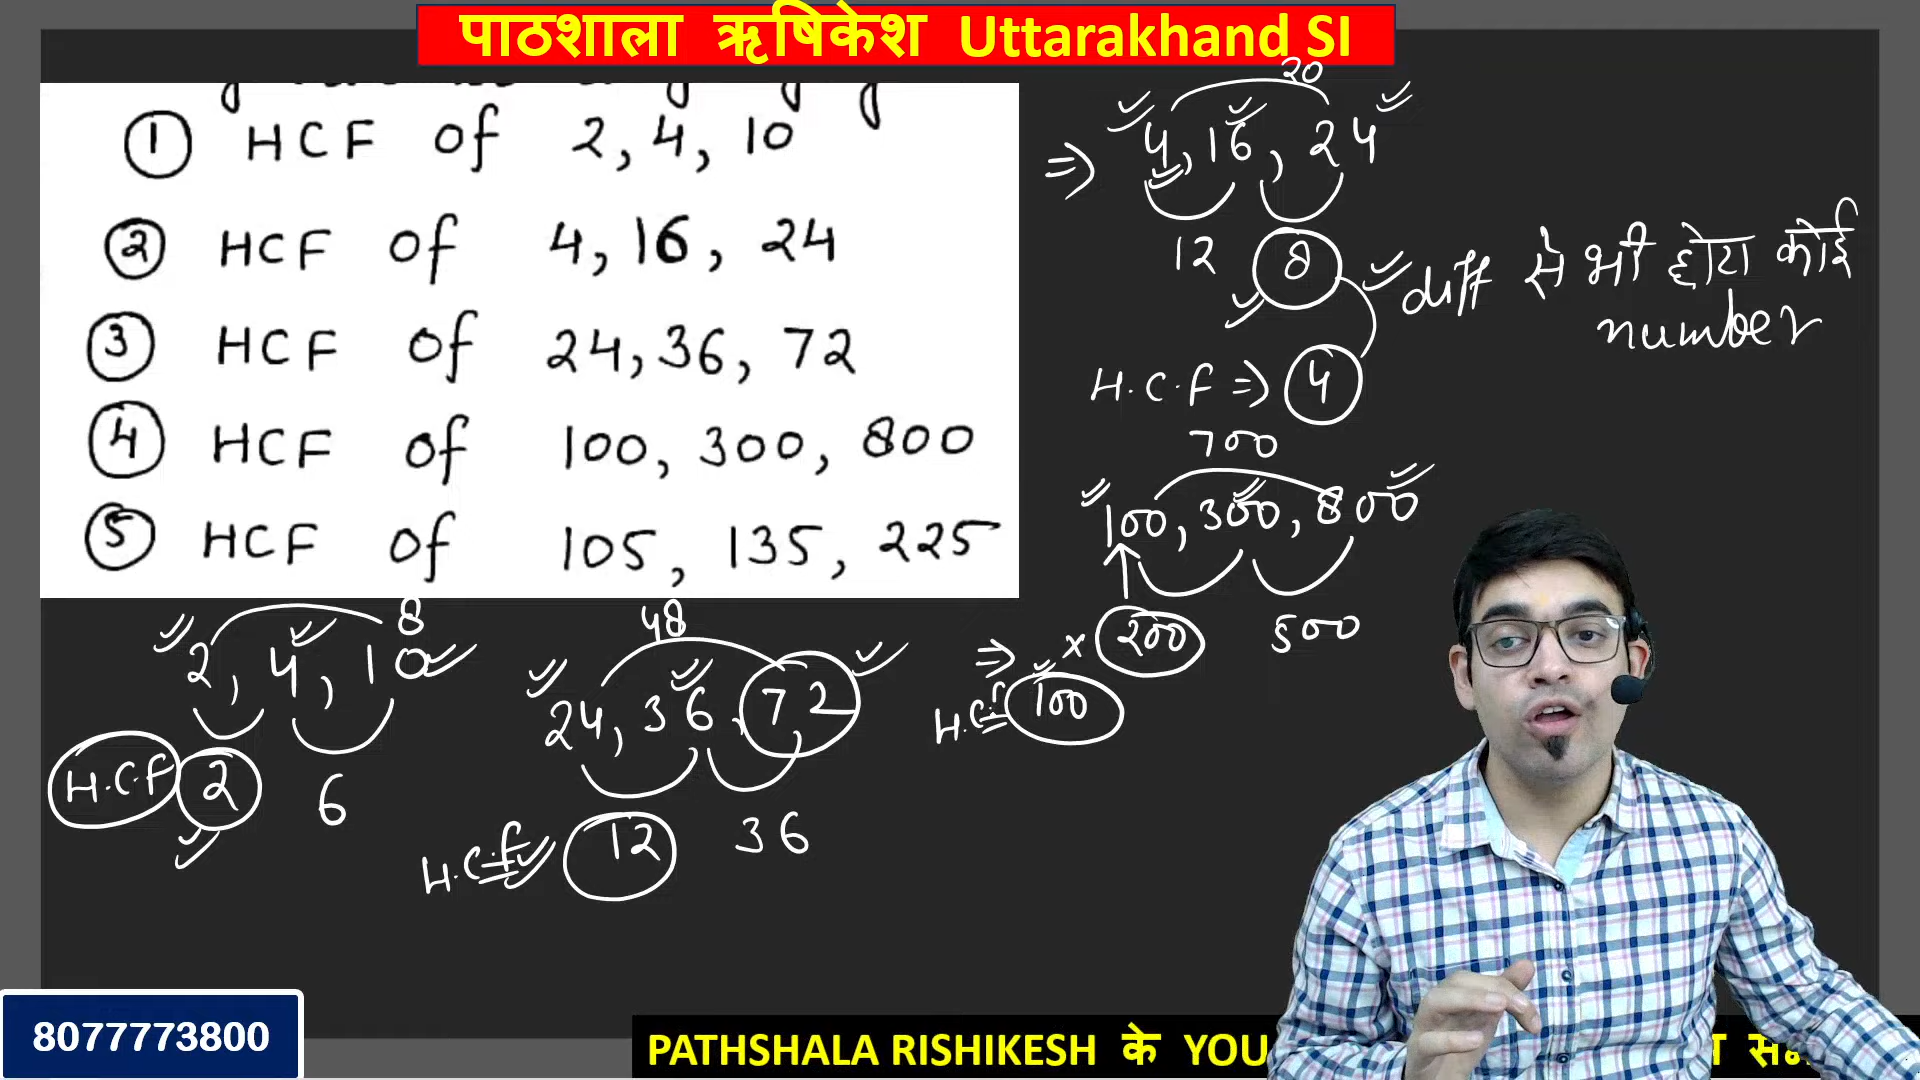 पाठशाला ऋषिकेश Uttarakhand SI
① HCF of 2, 4, 10
② HCF of 4, 16, 24
③ HCF of 24, 36, 72
④ HCF of 100, 300, 800
⑤ HCF of 105, 135, 225
20
⇒ 4, 16, 24
12 8
diff से भी छोटा कोई
number
H.C.F ⇒ 4
700
100, 300, 800
× 200 500
⇒ H.C.F 100
8
2, 4, 10
H.C.F 2 6
48
24, 36, 72
H.C.F 12 36
8077773800
PATHSHALA RISHIKESH के YOU